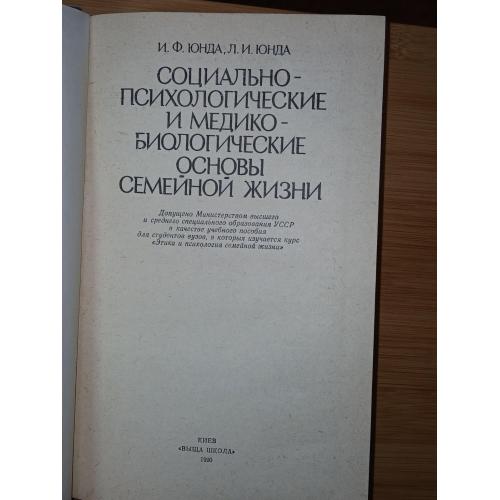 И. Ф. ЮНДА, Л. И. ЮНДА
СОЦИАЛЬНО-
ПСИХОЛОГИЧЕСКИЕ
И МЕДИКО-
БИОЛОГИЧЕСКИЕ
ОСНОВЫ
СЕМЕЙНОЙ ЖИЗНИ
Допущено Министерством высшего
и среднего специального образования УССР
в качестве учебного пособия
для студентов вузов, в которых изучается курс
«Этика и психология семейной жизни»
КИЕВ
«ВЫЩА ШКОЛА»
1990